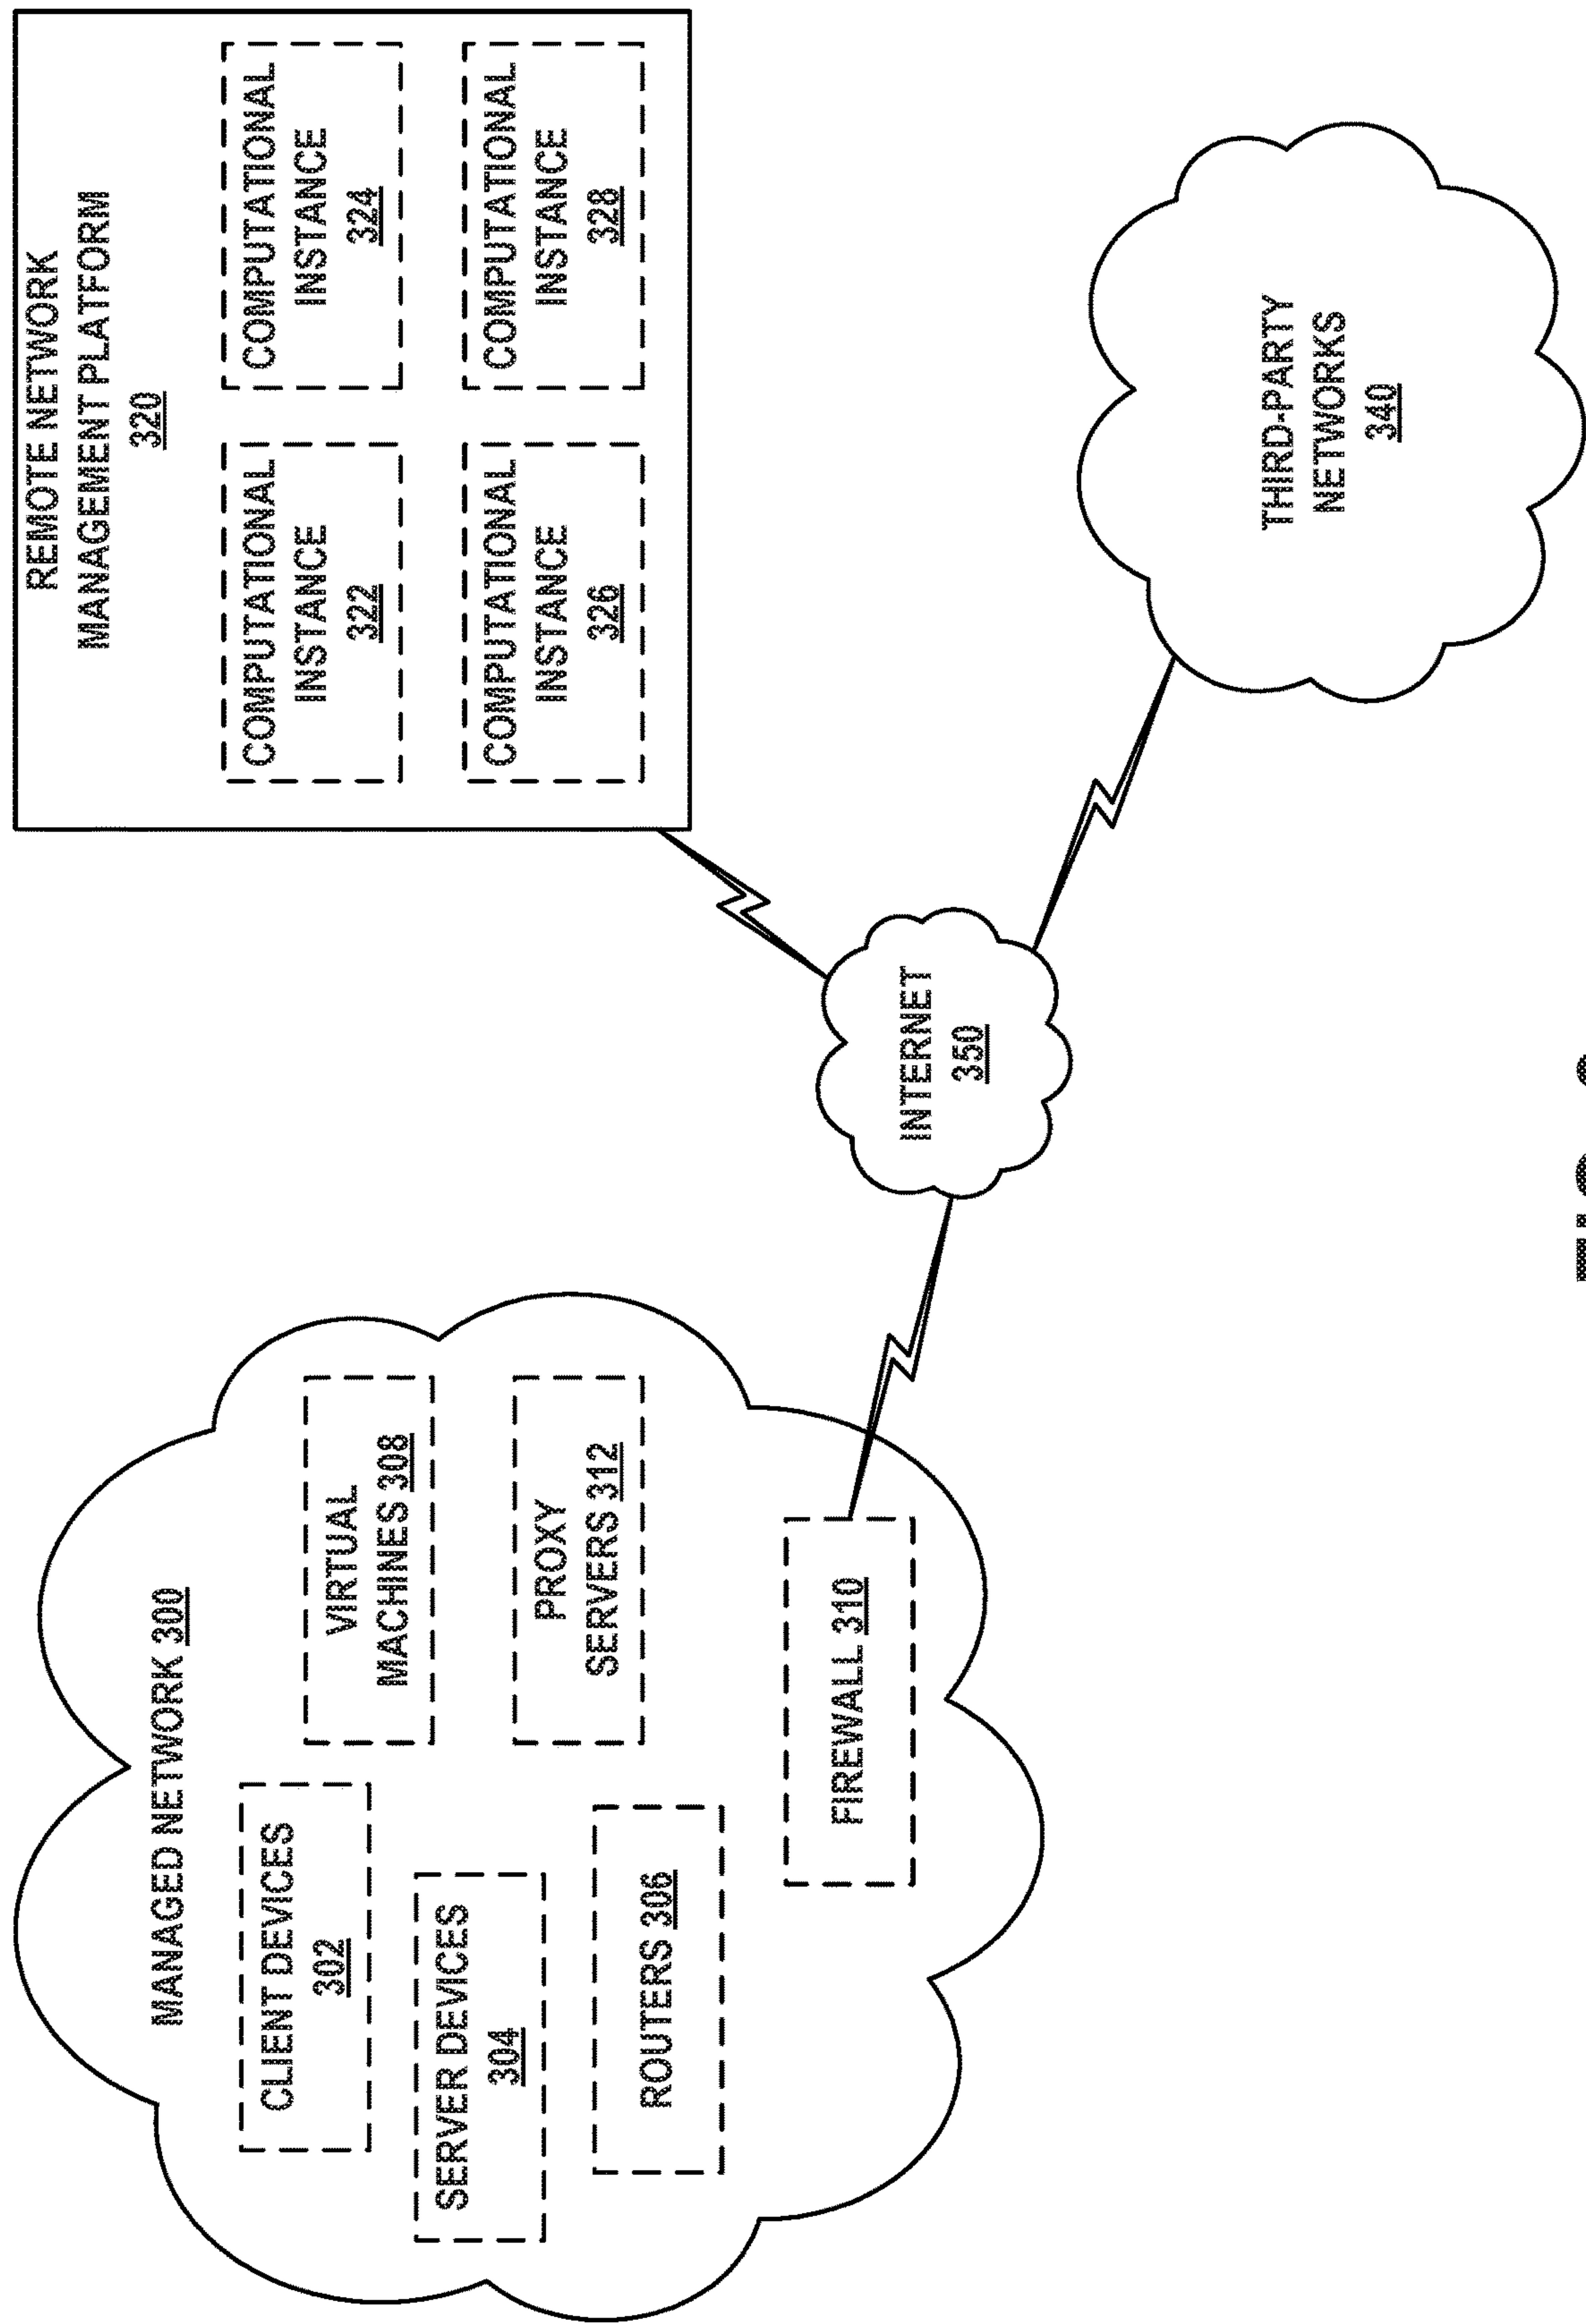 MANAGED NETWORK 300
CLIENT DEVICES
302
VIRTUAL
MACHINES 308
SERVER DEVICES
304
PROXY
SERVERS 312
ROUTERS 306
FIREWALL 310
INTERNET
350
REMOTE NETWORK
MANAGEMENT PLATFORM
320
COMPUTATIONAL
INSTANCE
322
COMPUTATIONAL
INSTANCE
324
COMPUTATIONAL
INSTANCE
326
COMPUTATIONAL
INSTANCE
328
THIRD-PARTY
NETWORKS
340